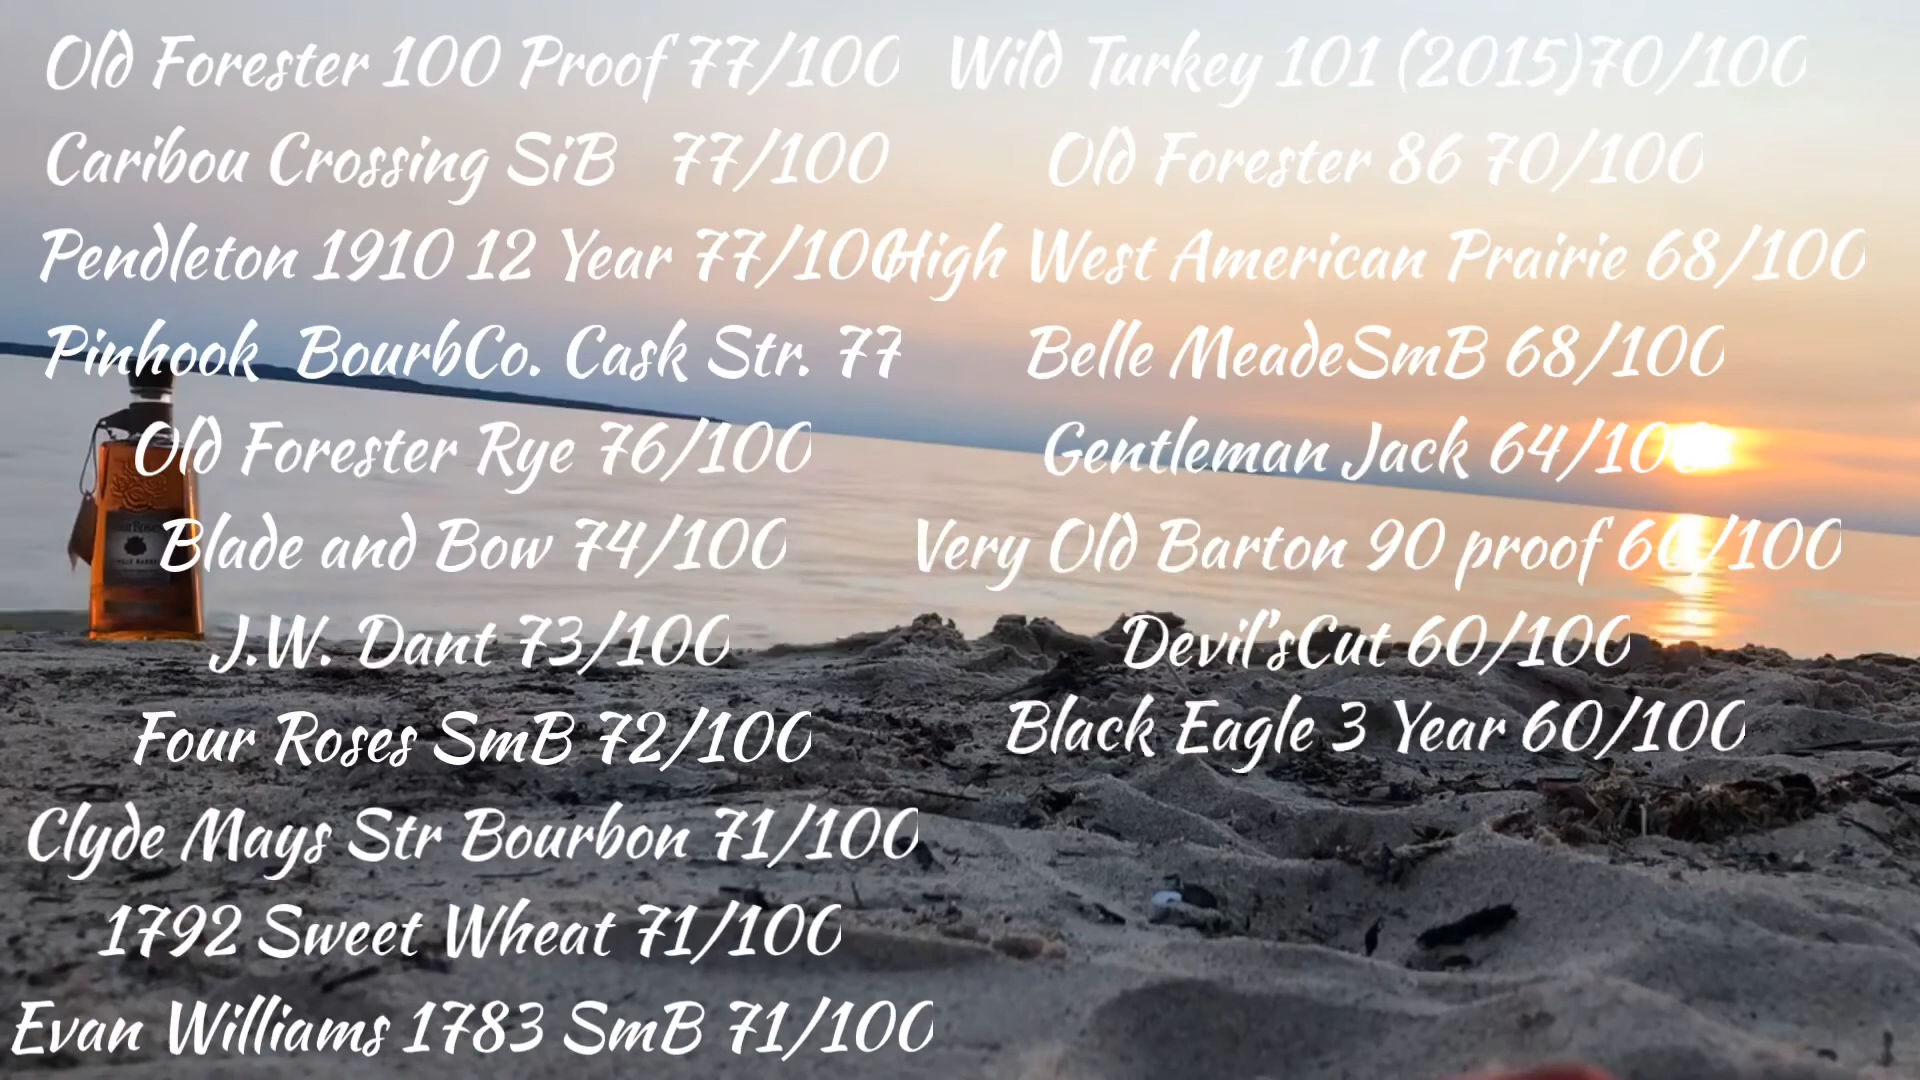 Old Forester 100 Proof 77/100
Caribou Crossing SiB 77/100
Pendleton 1910 12 Year 77/100
Pinhook BourbCo. Cask Str. 77
Old Forester Rye 76/100
Blade and Bow 74/100
J.W. Dant 73/100
Four Roses SmB 72/100
Clyde Mays Str Bourbon 71/100
1792 Sweet Wheat 71/100
Evan Williams 1783 SmB 71/100
Wild Turkey 101 (2015)70/100
Old Forester 86 70/100
High West American Prairie 68/100
Belle MeadeSmB 68/100
Gentleman Jack 64/100
Very Old Barton 90 proof 60/100
Devil'sCut 60/100
Black Eagle 3 Year 60/100